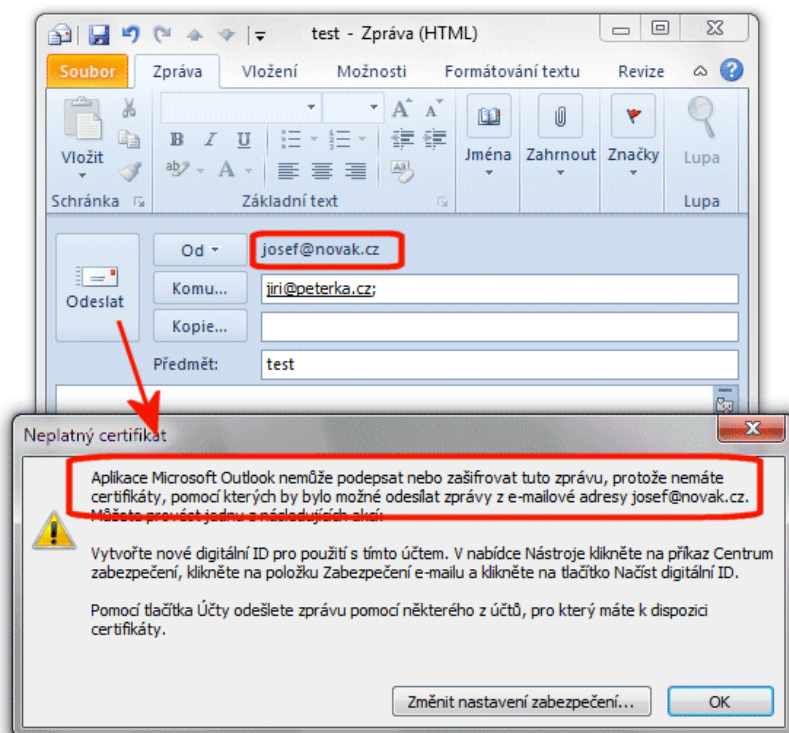 test - Zpráva (HTML)
Soubor Zpráva Vložení Možnosti Formátování textu Revize
Vložit
B I U
Jména Zahrnout Značky Lupa
Schránka Základní text Lupa
Od josef@novak.cz
Odeslat
Komu... jiri@peterka.cz;
Kopie...
Předmět: test
Neplatný certifikát
Aplikace Microsoft Outlook nemůže podepsat nebo zašifrovat tuto zprávu, protože nemáte
certifikáty, pomocí kterých by bylo možné odesílat zprávy z e-mailové adresy josef@novak.cz.
Můžete provést jednu z následujících akcí:
Vytvořte nové digitální ID pro použití s tímto účtem. V nabídce Nástroje klikněte na příkaz Centrum
zabezpečení, klikněte na položku Zabezpečení e-mailu a klikněte na tlačítko Načíst digitální ID.
Pomocí tlačítka Účty odešlete zprávu pomocí některého z účtů, pro který máte k dispozici
certifikáty.
Změnit nastavení zabezpečení... OK